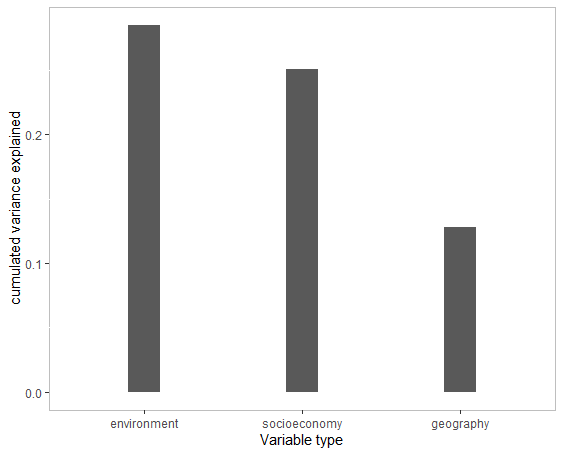 cumulated variance explained
0.2
0.1
0.0
environment socioeconomy geography
Variable type